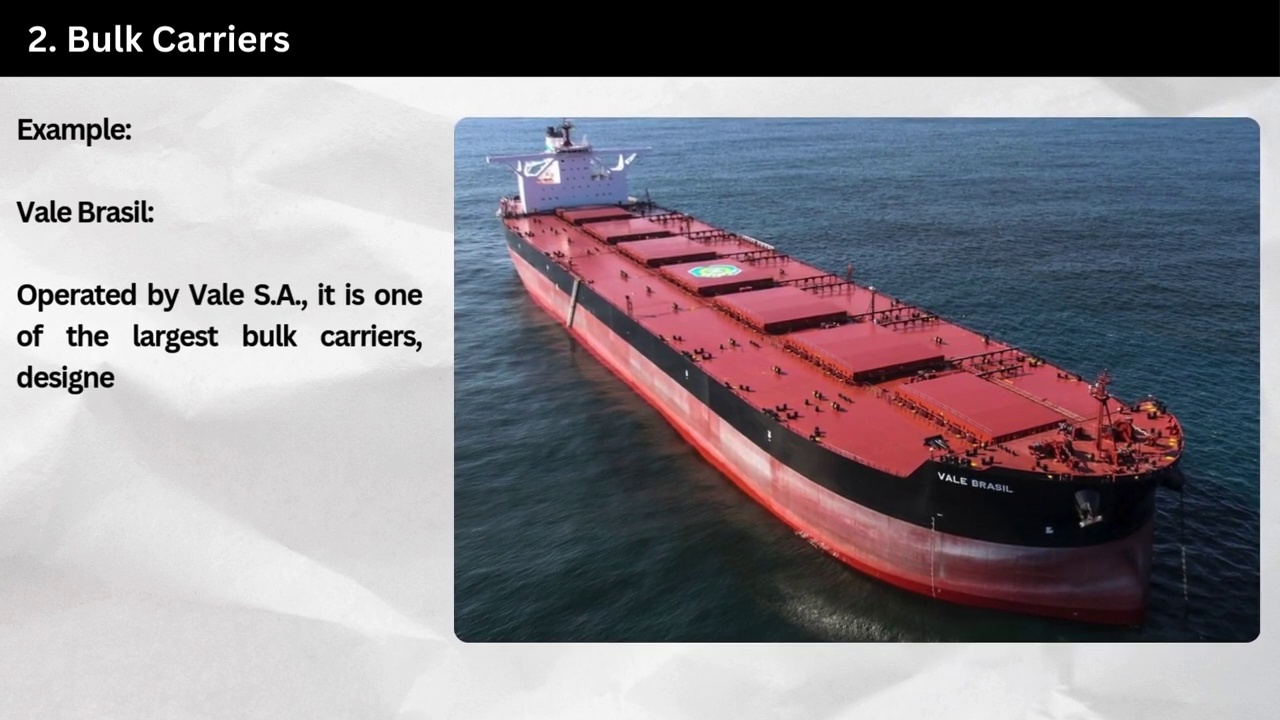 2. Bulk Carriers
Example:
Vale Brasil:
Operated by Vale S.A., it is one
of the largest bulk carriers,
designe
VALE BRASIL